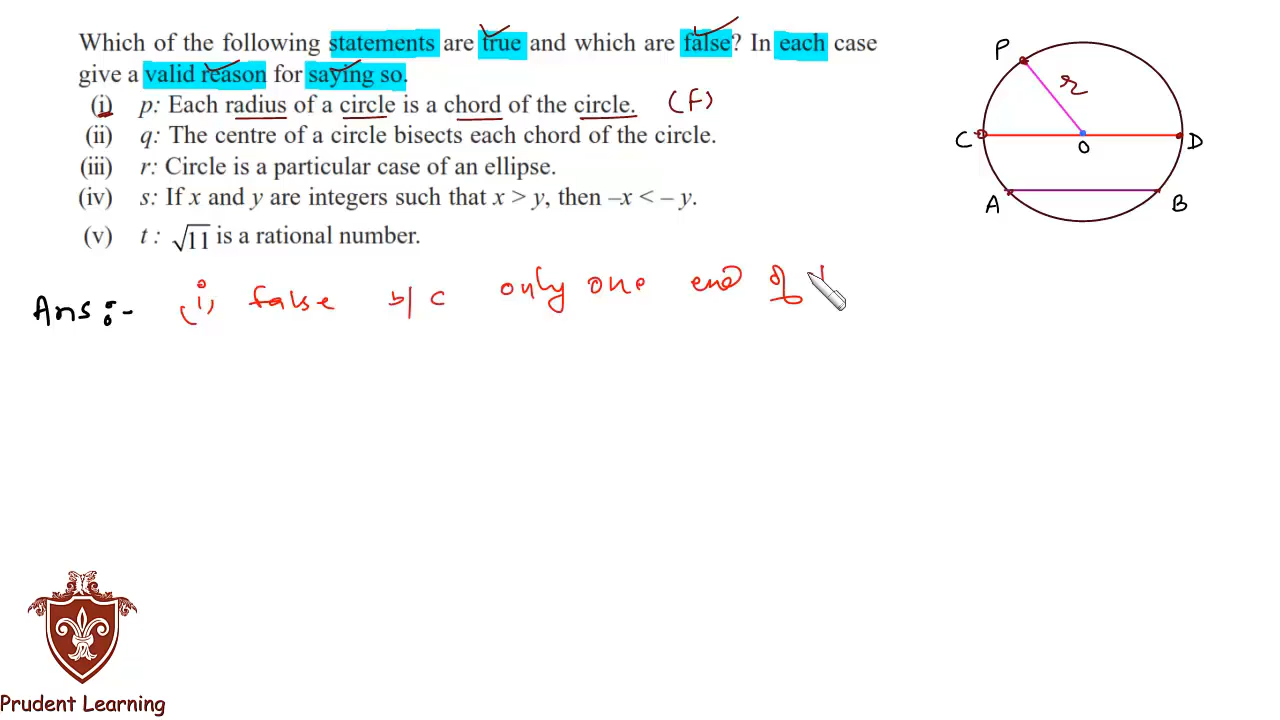 Which of the following statements are true and which are false? In each case
give a valid reason for saying so.
(i) p: Each radius of a circle is a chord of the circle. (F)
(ii) q: The centre of a circle bisects each chord of the circle.
(iii) r: Circle is a particular case of an ellipse.
(iv) s: If x and y are integers such that x > y, then –x < – y.
(v) t : √11 is a rational number.
Ans:- (i) false b/c only one end of
P
r
C
O
D
A
B
Prudent Learning